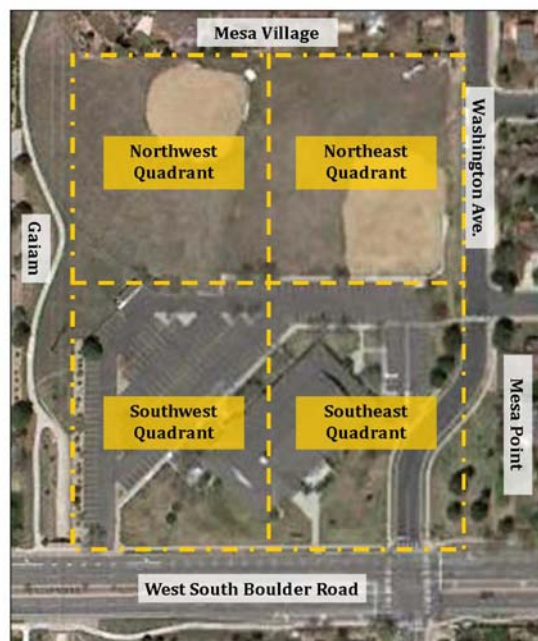 Mesa Village
Northwest
Quadrant
Northeast
Quadrant
Washington Ave.
Gaiam
Southwest
Quadrant
Southeast
Quadrant
Mesa Point
West South Boulder Road